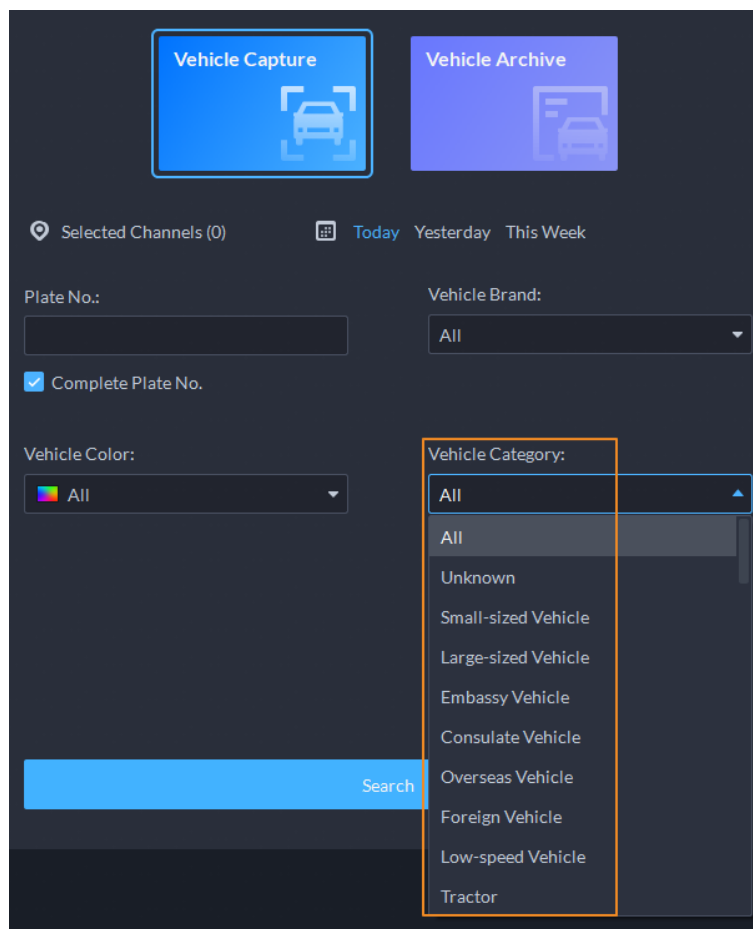 Vehicle Capture
Vehicle Archive
Selected Channels (0)
Today
Yesterday
This Week
Plate No.:
Vehicle Brand:
All
Complete Plate No.
Vehicle Color:
Vehicle Category:
All
All
All
Unknown
Small-sized Vehicle
Large-sized Vehicle
Embassy Vehicle
Consulate Vehicle
Overseas Vehicle
Foreign Vehicle
Low-speed Vehicle
Tractor
Search